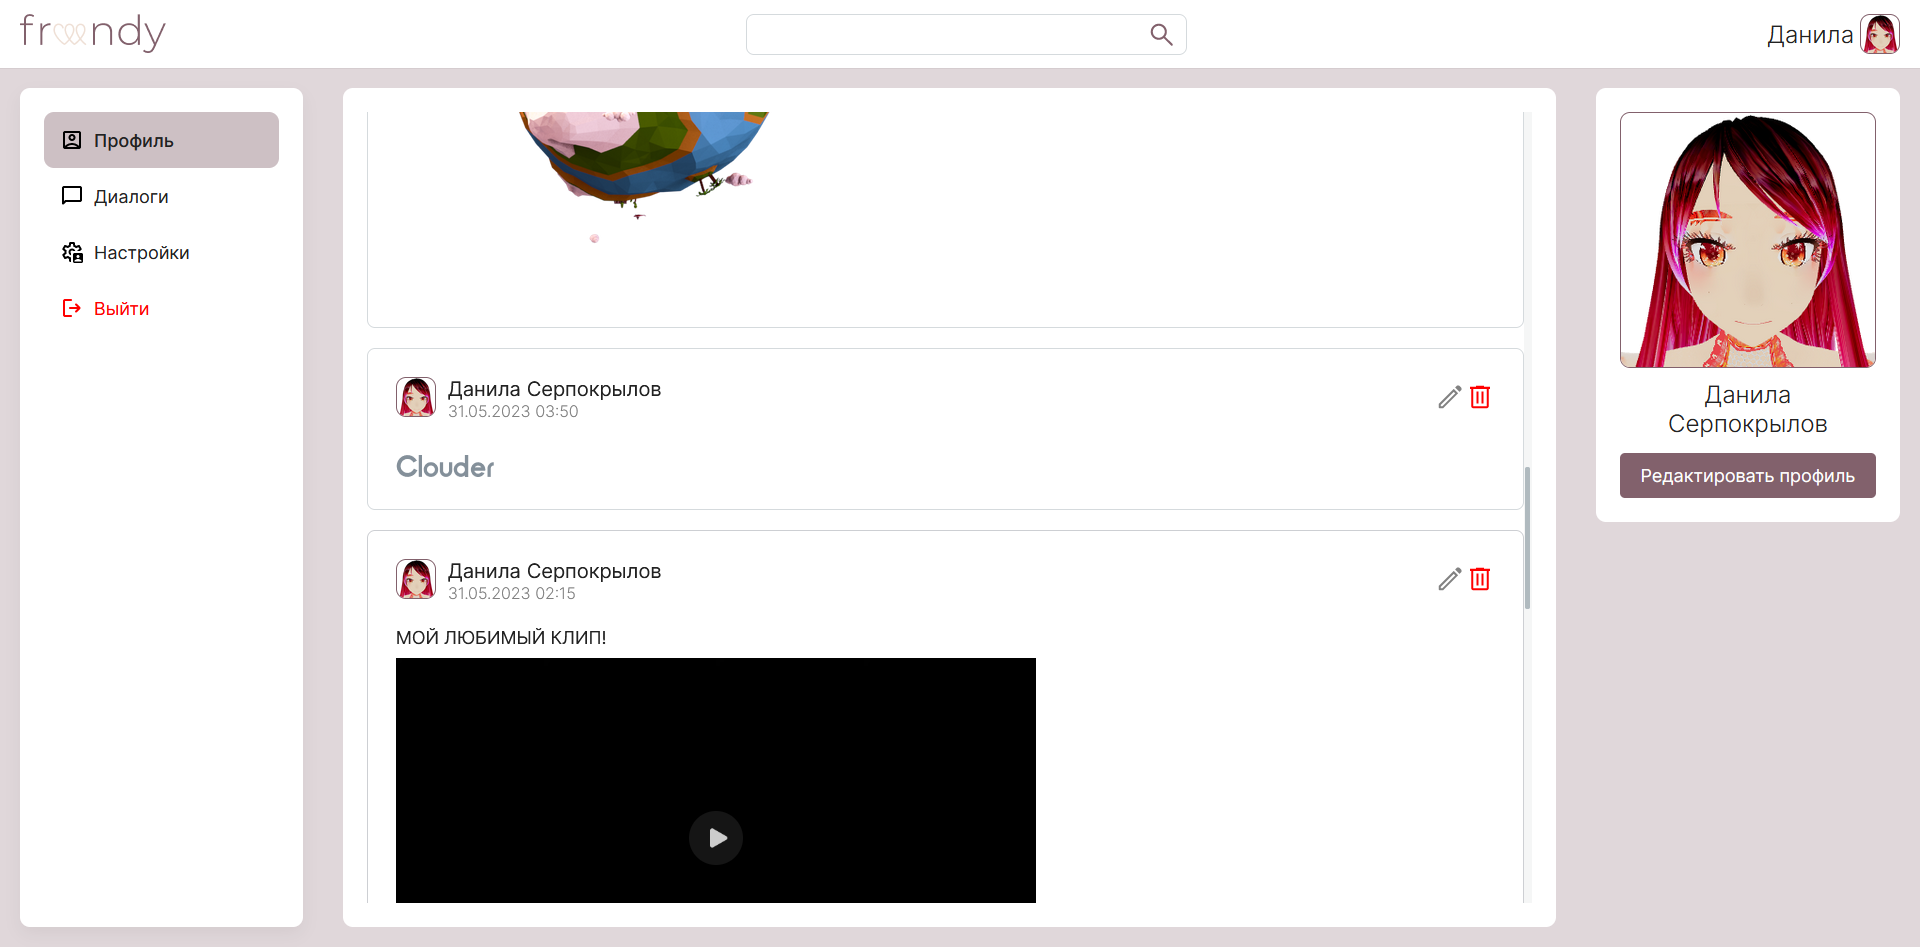 frendy
Данила
Профиль
Диалоги
Настройки
Выйти
Данила Серпокрылов
31.05.2023 03:50
Clouder
Данила Серпокрылов
31.05.2023 02:15
МОЙ ЛЮБИМЫЙ КЛИП!
Данила
Серпокрылов
Редактировать профиль